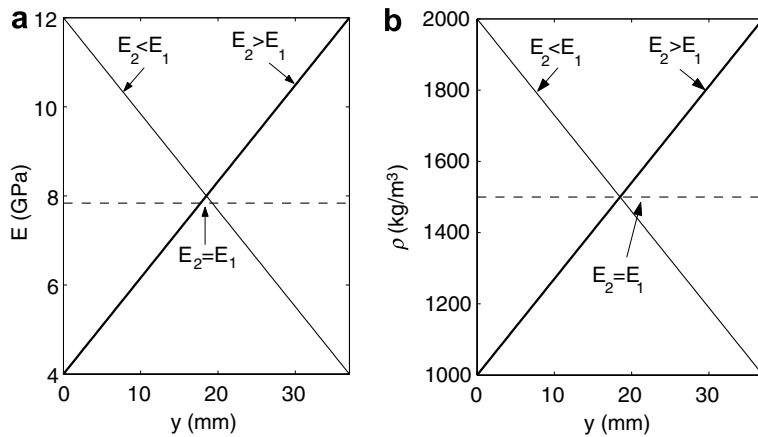 a
12
10
8
6
4
E (GPa)
E₂<E₁
E₂>E₁
E₂=E₁
0
10
20
30
y (mm)
b
2000
1800
1600
1400
1200
1000
ρ (kg/m³)
E₂<E₁
E₂>E₁
E₂=E₁
0
10
20
30
y (mm)